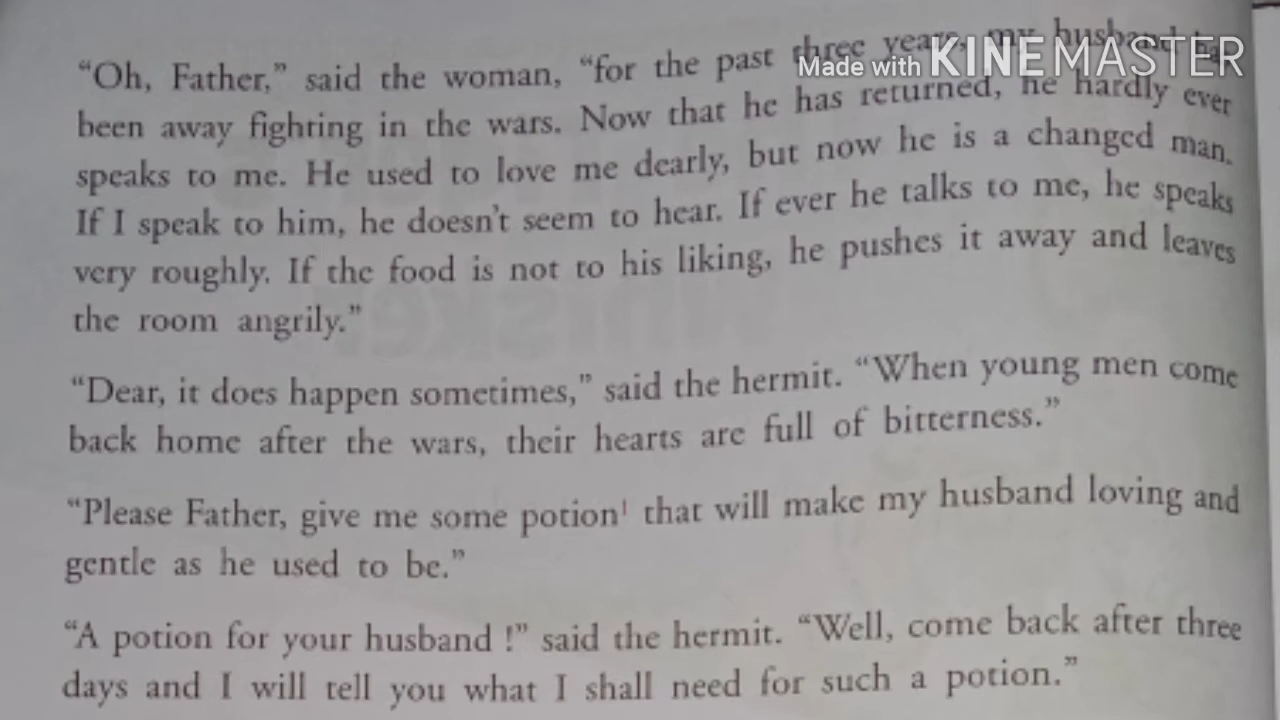 "Oh, Father," said the woman, "for the past three years, my husband has
Made with KINEMASTER
been away fighting in the wars. Now that he has returned, he hardly ever
speaks to me. He used to love me dearly, but now he is a changed man.
If I speak to him, he doesn't seem to hear. If ever he talks to me, he speaks
very roughly. If the food is not to his liking, he pushes it away and leaves
the room angrily."
"Dear, it does happen sometimes," said the hermit. "When young men come
back home after the wars, their hearts are full of bitterness."
"Please Father, give me some potion¹ that will make my husband loving and
gentle as he used to be."
"A potion for your husband !" said the hermit. "Well, come back after three
days and I will tell you what I shall need for such a potion."